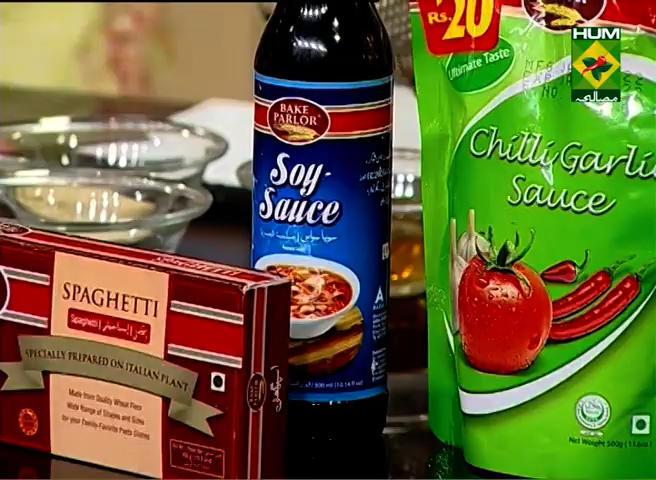 HUM
مصالحہ
Rs.20
Ultimate Taste
Chilli Garlic
Sauce
Net Weight 500g
BAKE
PARLOR
Soy
Sauce
SPAGHETTI
Spaghetti
SPECIALLY PREPARED ON ITALIAN PLANT
Made from Quality Wheat Flour
Wide Range of Shapes and Sizes
for your Family-Favorite Pasta Dishes